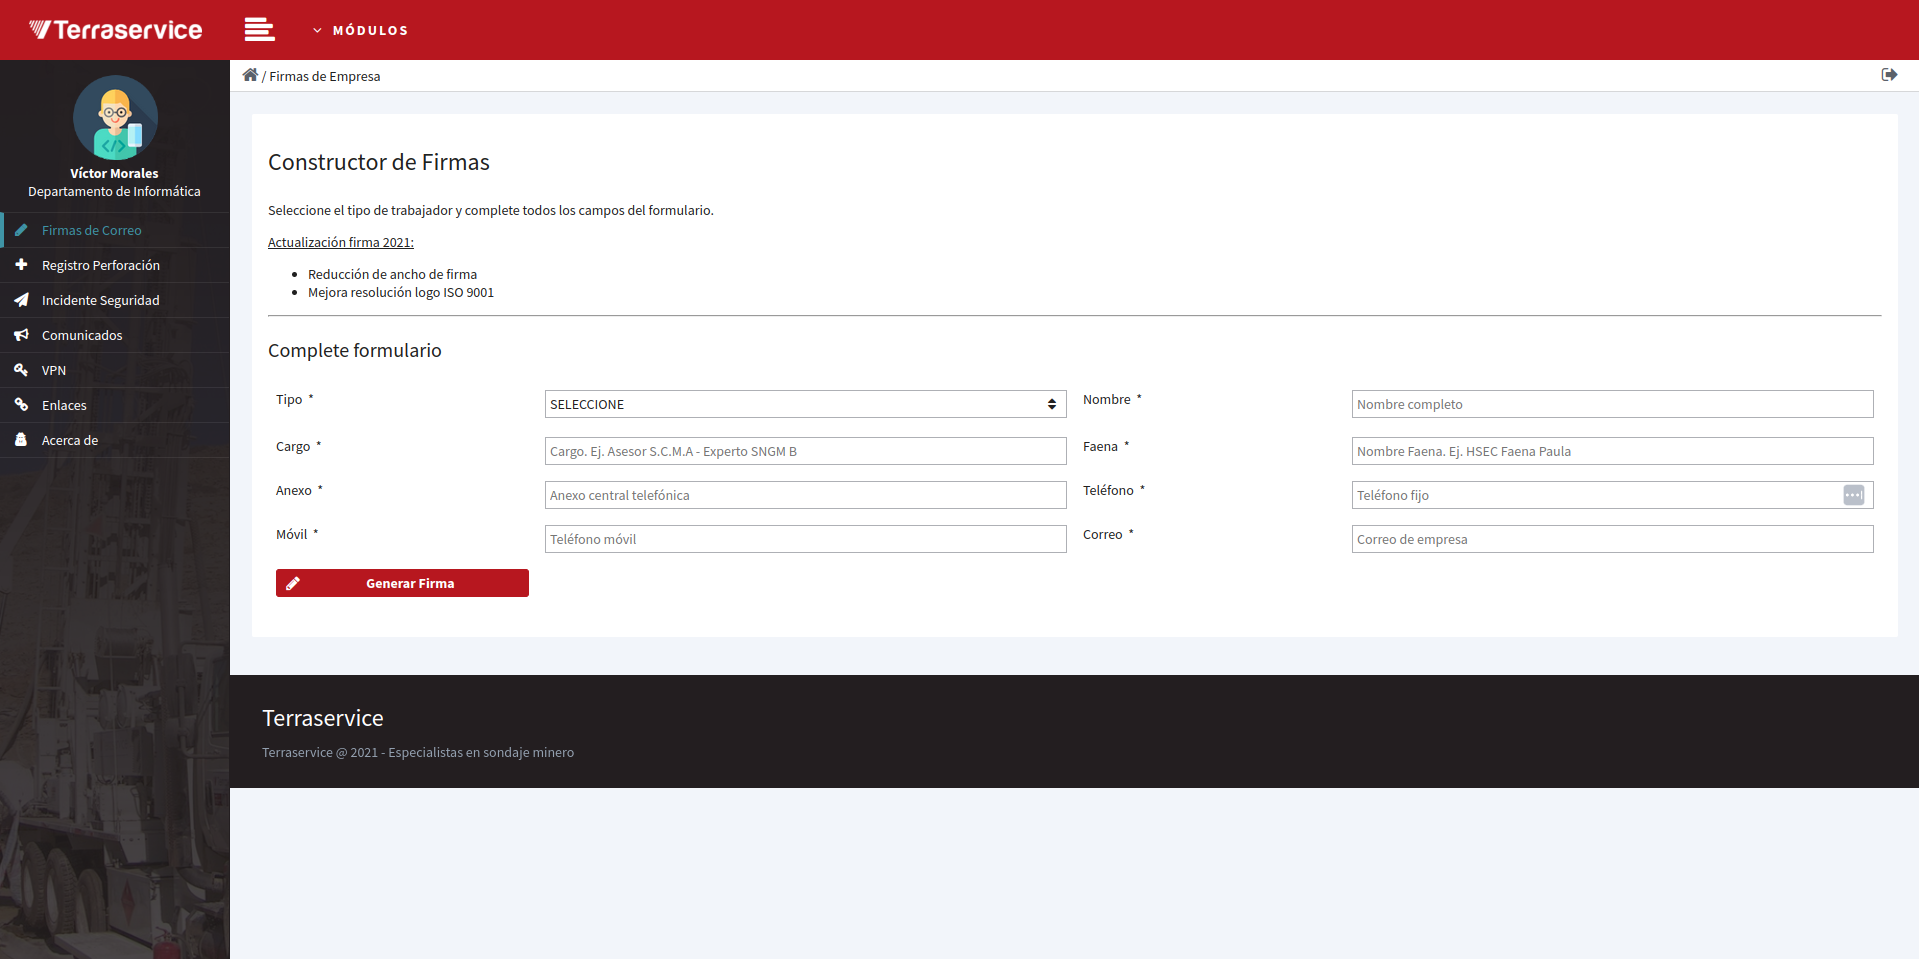 Terraservice
MÓDULOS
/ Firmas de Empresa
Víctor Morales
Departamento de Informática
Firmas de Correo
Registro Perforación
Incidente Seguridad
Comunicados
VPN
Enlaces
Acerca de
Constructor de Firmas
Seleccione el tipo de trabajador y complete todos los campos del formulario.
Actualización firma 2021:
Reducción de ancho de firma
Mejora resolución logo ISO 9001
Complete formulario
Tipo * SELECCIONE Nombre * Nombre completo
Cargo * Cargo. Ej. Asesor S.C.M.A - Experto SNGM B Faena * Nombre Faena. Ej. HSEC Faena Paula
Anexo * Anexo central telefónica Teléfono * Teléfono fijo
Móvil * Teléfono móvil Correo * Correo de empresa
Generar Firma
Terraservice
Terraservice @ 2021 - Especialistas en sondaje minero